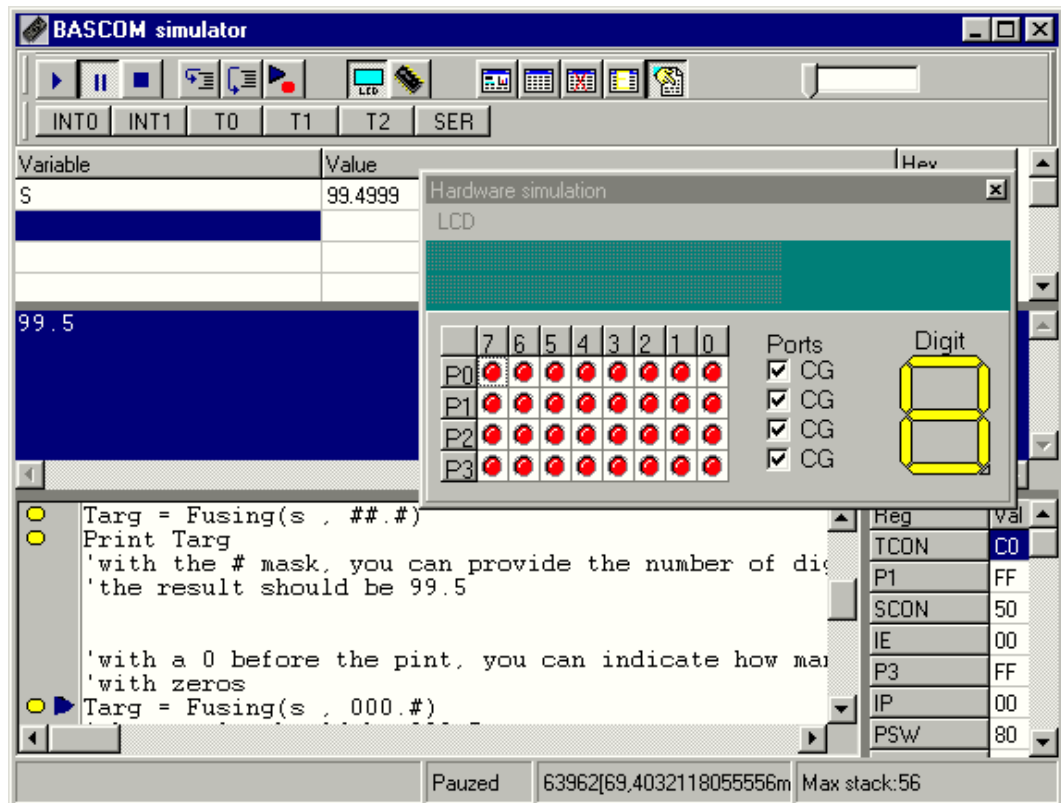 BASCOM simulator
LCD
INT0 INT1 T0 T1 T2 SER
Variable Value Hex
S 99.4999
Hardware simulation
LCD
99.5
7 6 5 4 3 2 1 0
P0
P1
P2
P3
Ports
CG
CG
CG
CG
Digit
Targ = Fusing(s , ##.#)
Print Targ
'with the # mask, you can provide the number of
'the result should be 99.5
'with a 0 before the pint, you can indicate how
'with zeros
Targ = Fusing(s , 000.#)
Reg Val
TCON C0
P1 FF
SCON 50
IE 00
P3 FF
IP 00
PSW 80
Pauzed 63962[69,4032118055556m Max stack:56